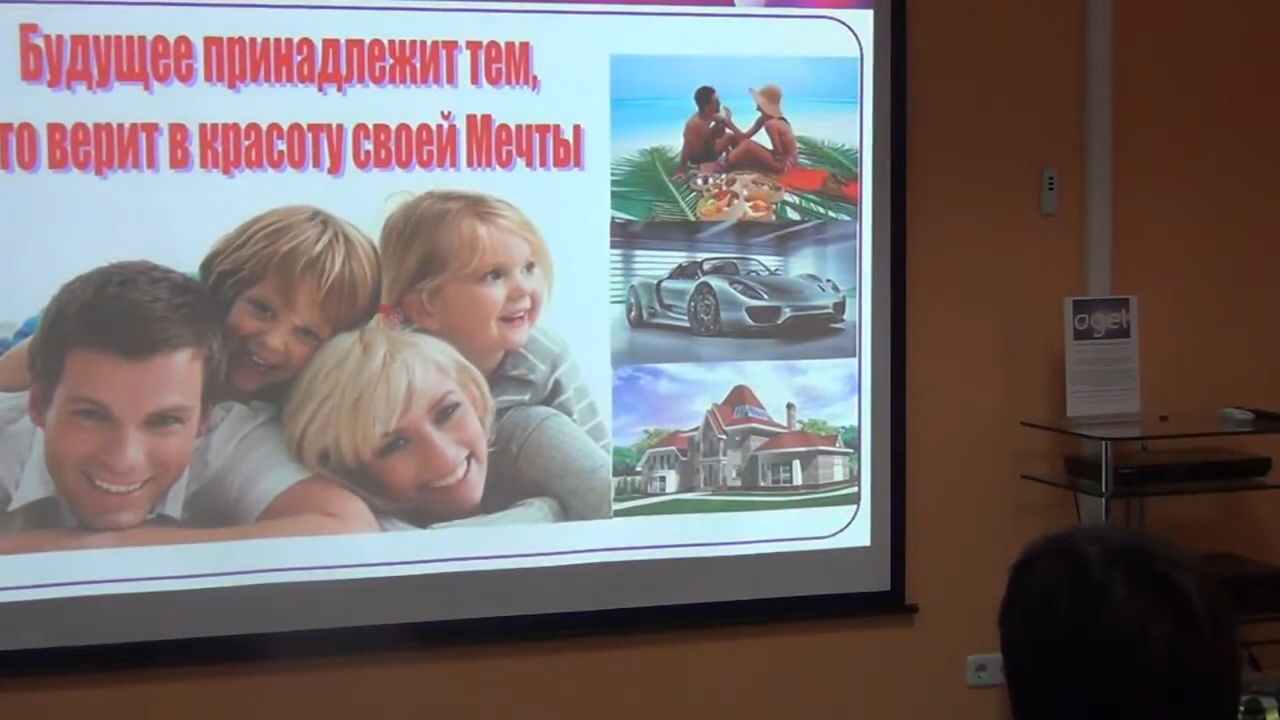 Будущее принадлежит тем,
то верит в красоту своей Мечты
agel